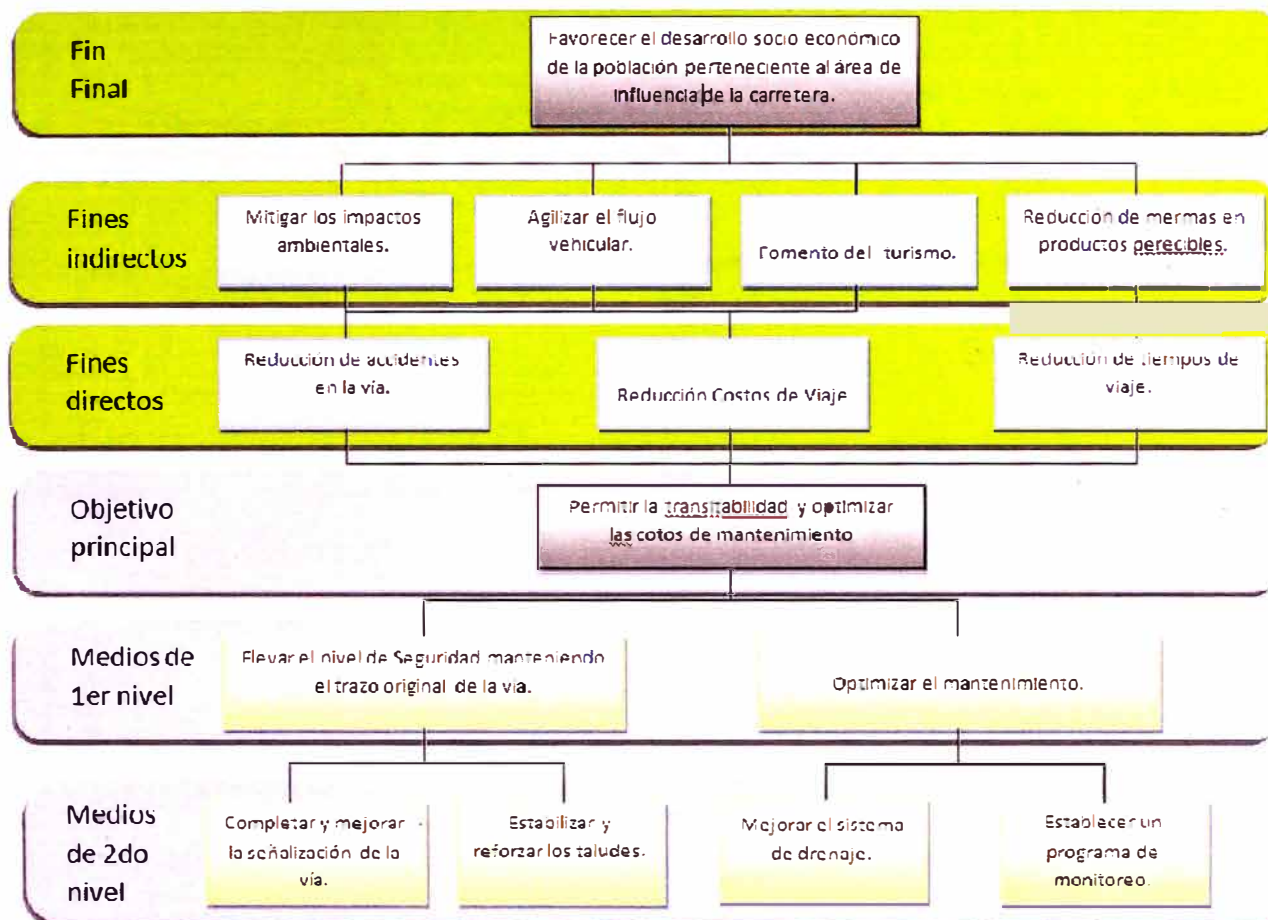 Fin
Final
Favorecer el desarrollo socio económico
de la población perteneciente al área de
influencia de la carretera.
Fines
indirectos
Mitigar los impactos
ambientales.
Agilizar el flujo
vehicular.
Fomento del turismo.
Reducción de mermas en
productos perecibles.
Fines
directos
Reducción de accidentes
en la vía.
Reducción Costos de Viaje
Reducción de tiempos de
viaje.
Objetivo
principal
Permitir la transitabilidad y optimizar
las cotos de mantenimiento
Medios de
1er nivel
Elevar el nivel de Seguridad manteniendo
el trazo original de la vía.
Optimizar el mantenimiento.
Medios
de 2do
nivel
Completar y mejorar
la señalización de la
vía.
Estabilizar y
reforzar los taludes.
Mejorar el sistema
de drenaje.
Establecer un
programa de
monitoreo.